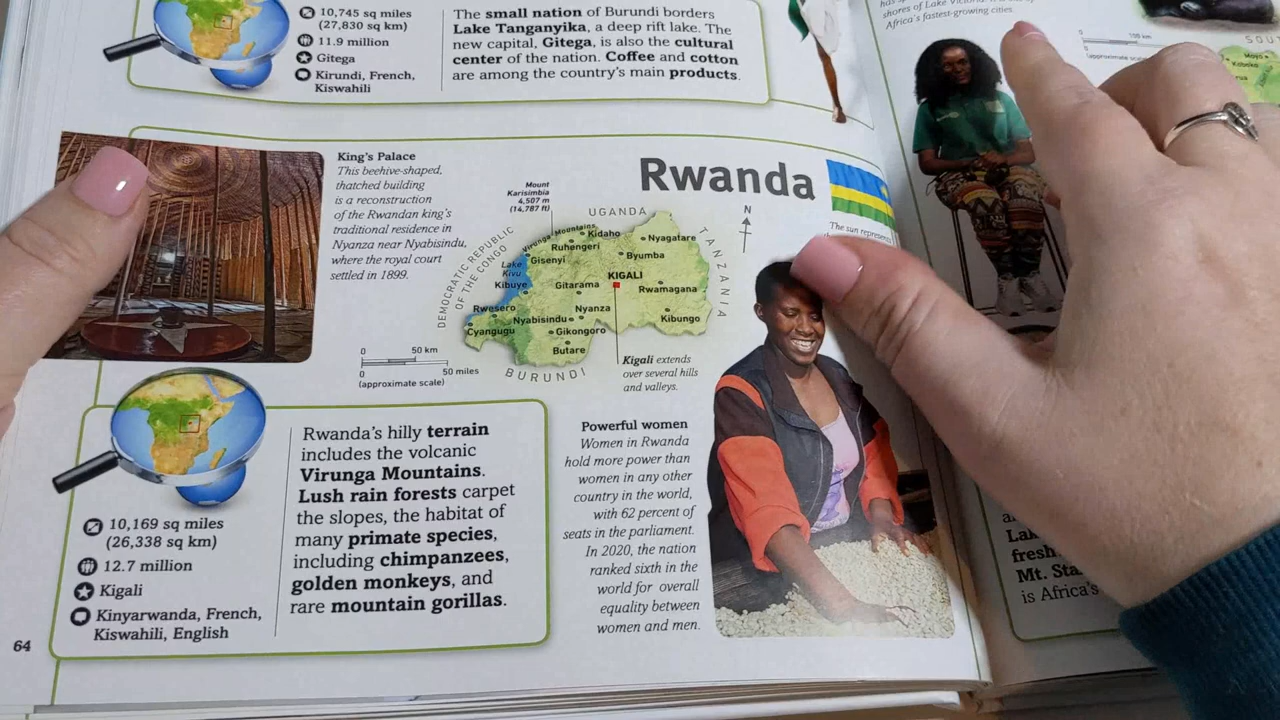 10,745 sq miles
(27,830 sq km)
11.9 million
Gitega
Kirundi, French,
Kiswahili
The small nation of Burundi borders
Lake Tanganyika, a deep rift lake. The
new capital, Gitega, is also the cultural
center of the nation. Coffee and cotton
are among the country's main products.
shores of Lake
Africa's fastest-growing cities.
100 km
(approximate
King's Palace
This beehive-shaped,
thatched building
is a reconstruction
of the Rwandan king's
traditional residence in
Nyanza near Nyabisindu,
where the royal court
settled in 1899.
Rwanda
The sun represents
Mount
Karisimbia
4,507 m
(14,787 ft)
UGANDA
N
DEMOCRATIC REPUBLIC
OF THE CONGO
TANZANIA
BURUNDI
Virunga Mountains
Kidaho
Ruhengeri
Nyagatare
Gisenyi
Byumba
Lake
Kivu
Kibuye
KIGALI
Gitarama
Rwamagana
Rwesero
Nyanza
Nyabisindu
Kibungo
Cyangugu
Gikongoro
Butare
0 50 km
0 50 miles
(approximate scale)
Kigali extends
over several hills
and valleys.
10,169 sq miles
(26,338 sq km)
12.7 million
Kigali
Kinyarwanda, French,
Kiswahili, English
Rwanda's hilly terrain
includes the volcanic
Virunga Mountains.
Lush rain forests carpet
the slopes, the habitat of
many primate species,
including chimpanzees,
golden monkeys, and
rare mountain gorillas.
Powerful women
Women in Rwanda
hold more power than
women in any other
country in the world,
with 62 percent of
seats in the parliament.
In 2020, the nation
ranked sixth in the
world for overall
equality between
women and men.
64
fresh
Mt.
is Africa's